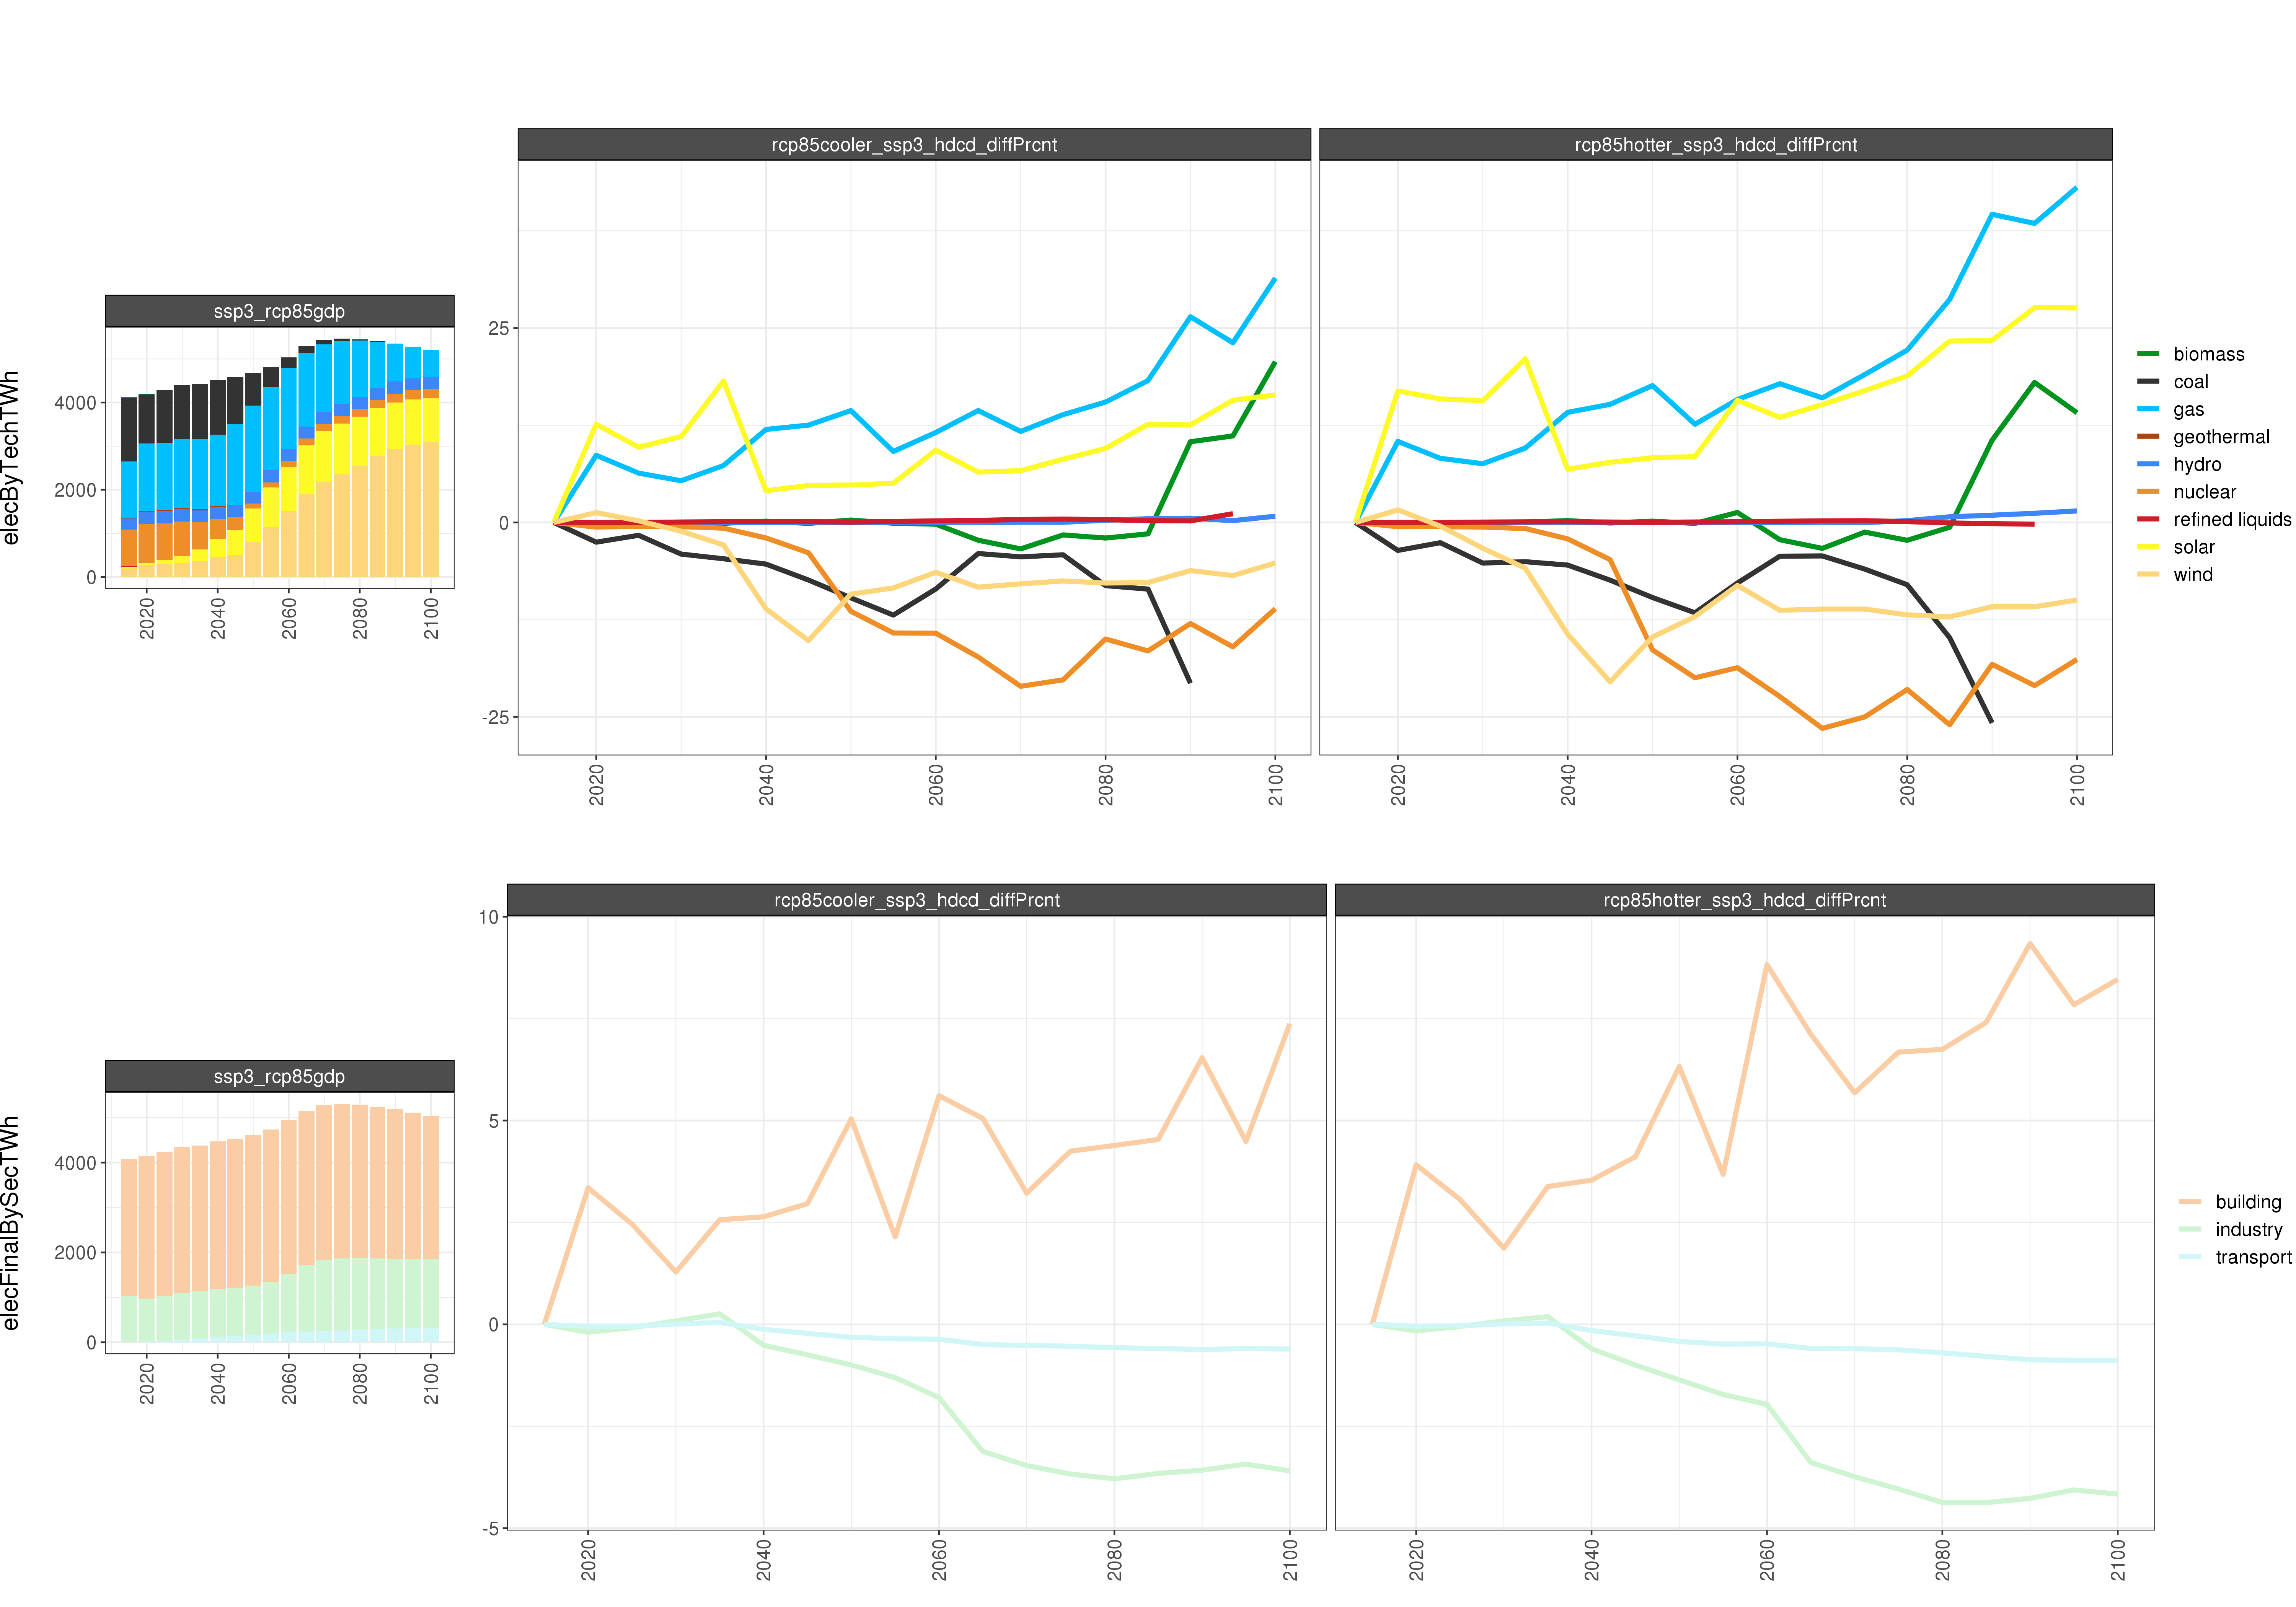 rcp85cooler_ssp3_hdcd_diffPrcnt
rcp85hotter_ssp3_hdcd_diffPrcnt
ssp3_rcp85gdp
elecByTechTWh
4000
2000
0
2020
2040
2060
2080
2100
25
0
-25
2020
2040
2060
2080
2100
2020
2040
2060
2080
2100
biomass
coal
gas
geothermal
hydro
nuclear
refined liquids
solar
wind
rcp85cooler_ssp3_hdcd_diffPrcnt
rcp85hotter_ssp3_hdcd_diffPrcnt
ssp3_rcp85gdp
elecFinalBySecTWh
4000
2000
0
2020
2040
2060
2080
2100
10
5
0
-5
2020
2040
2060
2080
2100
2020
2040
2060
2080
2100
building
industry
transport